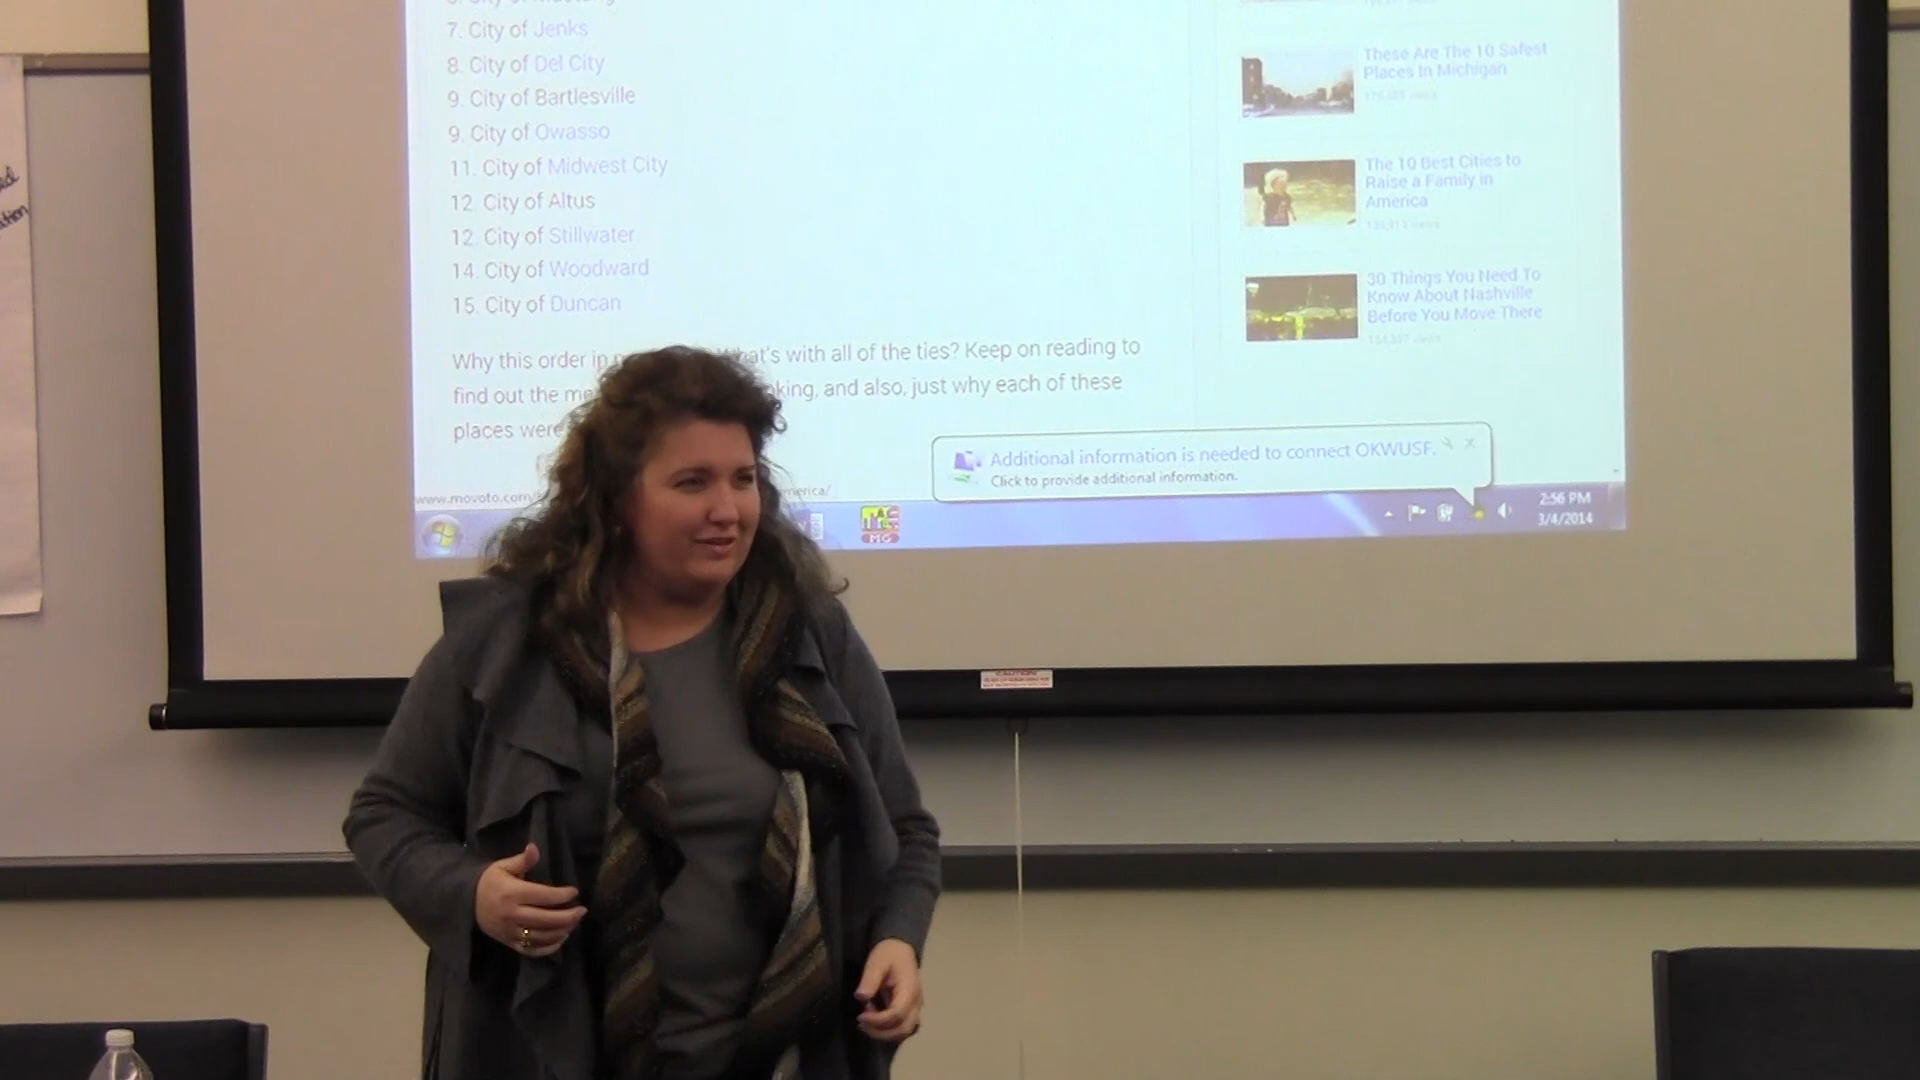 7. City of Jenks
8. City of Del City
9. City of Bartlesville
9. City of Owasso
11. City of Midwest City
12. City of Altus
12. City of Stillwater
14. City of Woodward
15. City of Duncan
Why this order in What's with all of the ties? Keep on reading to
find out the and also, just why each of these
places were
These Are The 10 Safest
Places In Michigan
The 10 Best Cities to
Raise a Family in
America
30 Things You Need To
Know About Nashville
Before You Move There
Additional information is needed to connect OKWUSF.
Click to provide additional information.
www.movoto.com/
MG
2:56 PM
3/4/2014
CAUTION